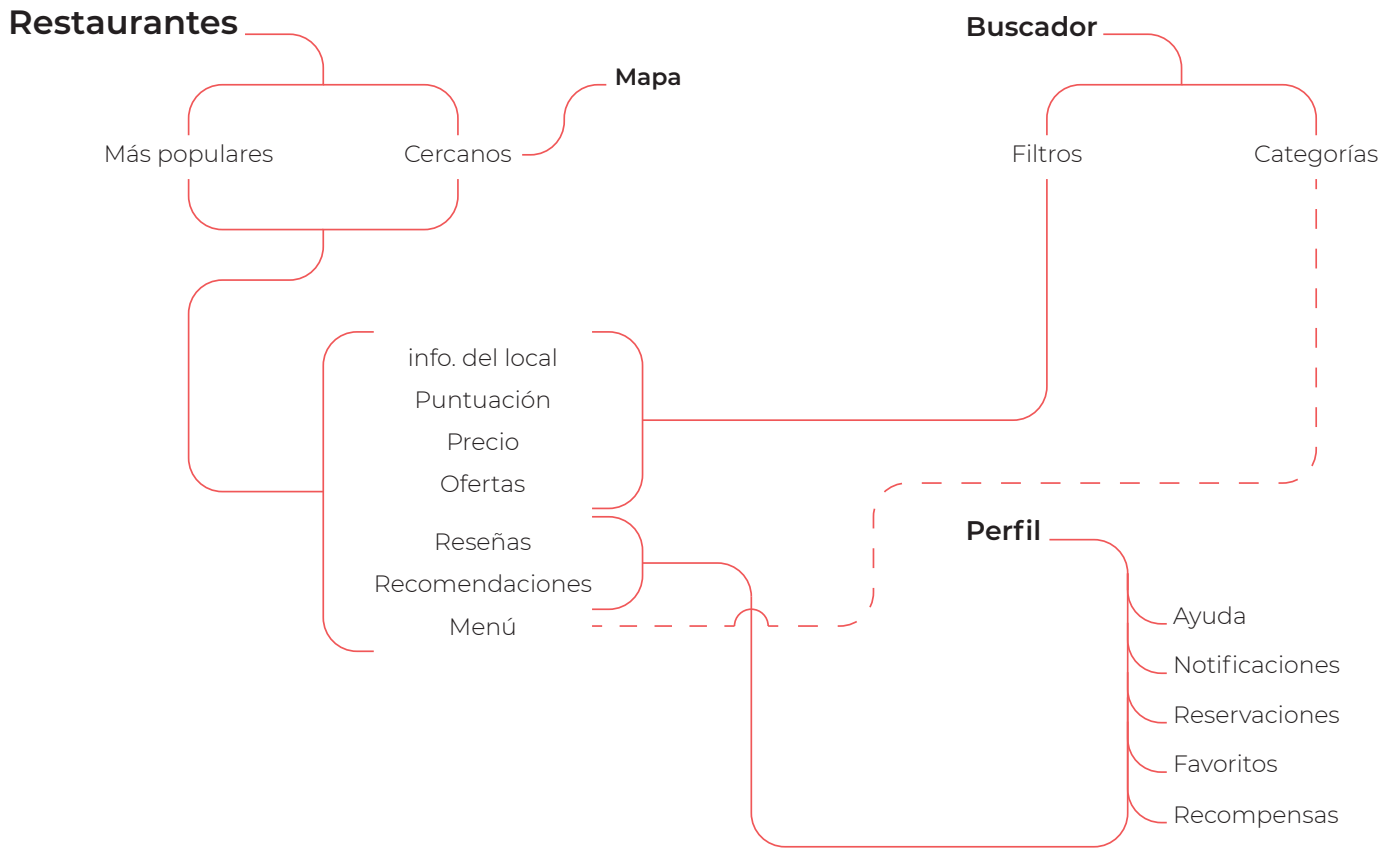 Restaurantes
Buscador
Mapa
Más populares
Cercanos
Filtros
Categorías
info. del local
Puntuación
Precio
Ofertas
Reseñas
Recomendaciones
Menú
Perfil
Ayuda
Notificaciones
Reservaciones
Favoritos
Recompensas